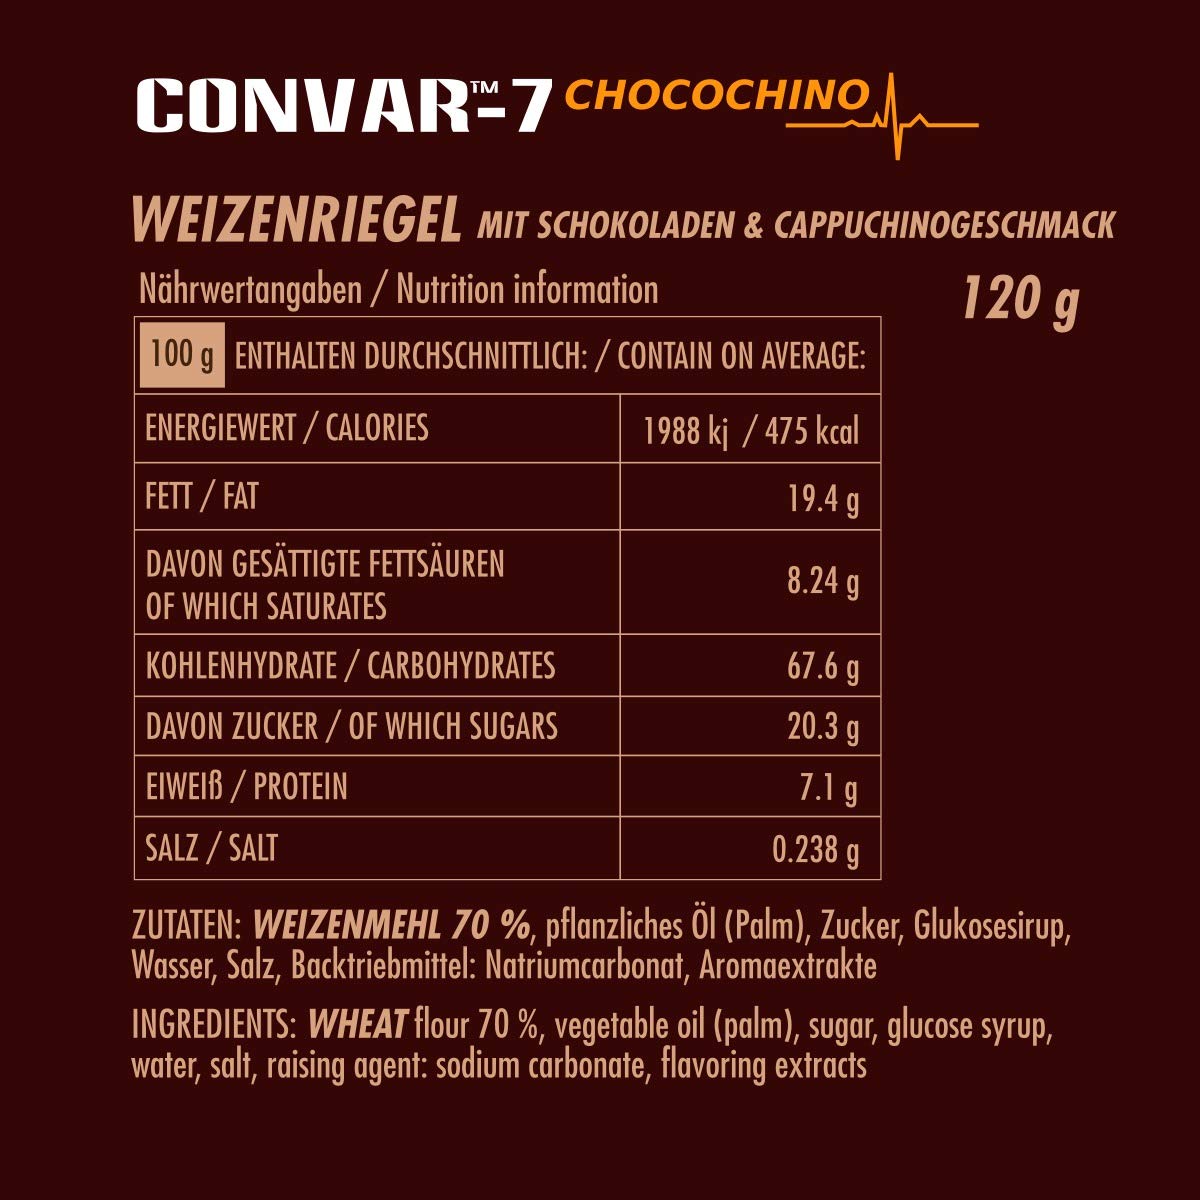 CONVAR™-7 CHOCOCHINO
WEIZENRIEGEL MIT SCHOKOLADEN & CAPPUCHINOGESCHMACK
Nährwertangaben / Nutrition information
120 g
100 g ENTHALTEN DURCHSCHNITTLICH: / CONTAIN ON AVERAGE:
ENERGIEWERT / CALORIES 1988 kj / 475 kcal
FETT / FAT 19.4 g
DAVON GESÄTTIGTE FETTSÄUREN
OF WHICH SATURATES 8.24 g
KOHLENHYDRATE / CARBOHYDRATES 67.6 g
DAVON ZUCKER / OF WHICH SUGARS 20.3 g
EIWEIß / PROTEIN 7.1 g
SALZ / SALT 0.238 g
ZUTATEN: WEIZENMEHL 70 %, pflanzliches Öl (Palm), Zucker, Glukosesirup,
Wasser, Salz, Backtriebmittel: Natriumcarbonat, Aromaextrakte
INGREDIENTS: WHEAT flour 70 %, vegetable oil (palm), sugar, glucose syrup,
water, salt, raising agent: sodium carbonate, flavoring extracts